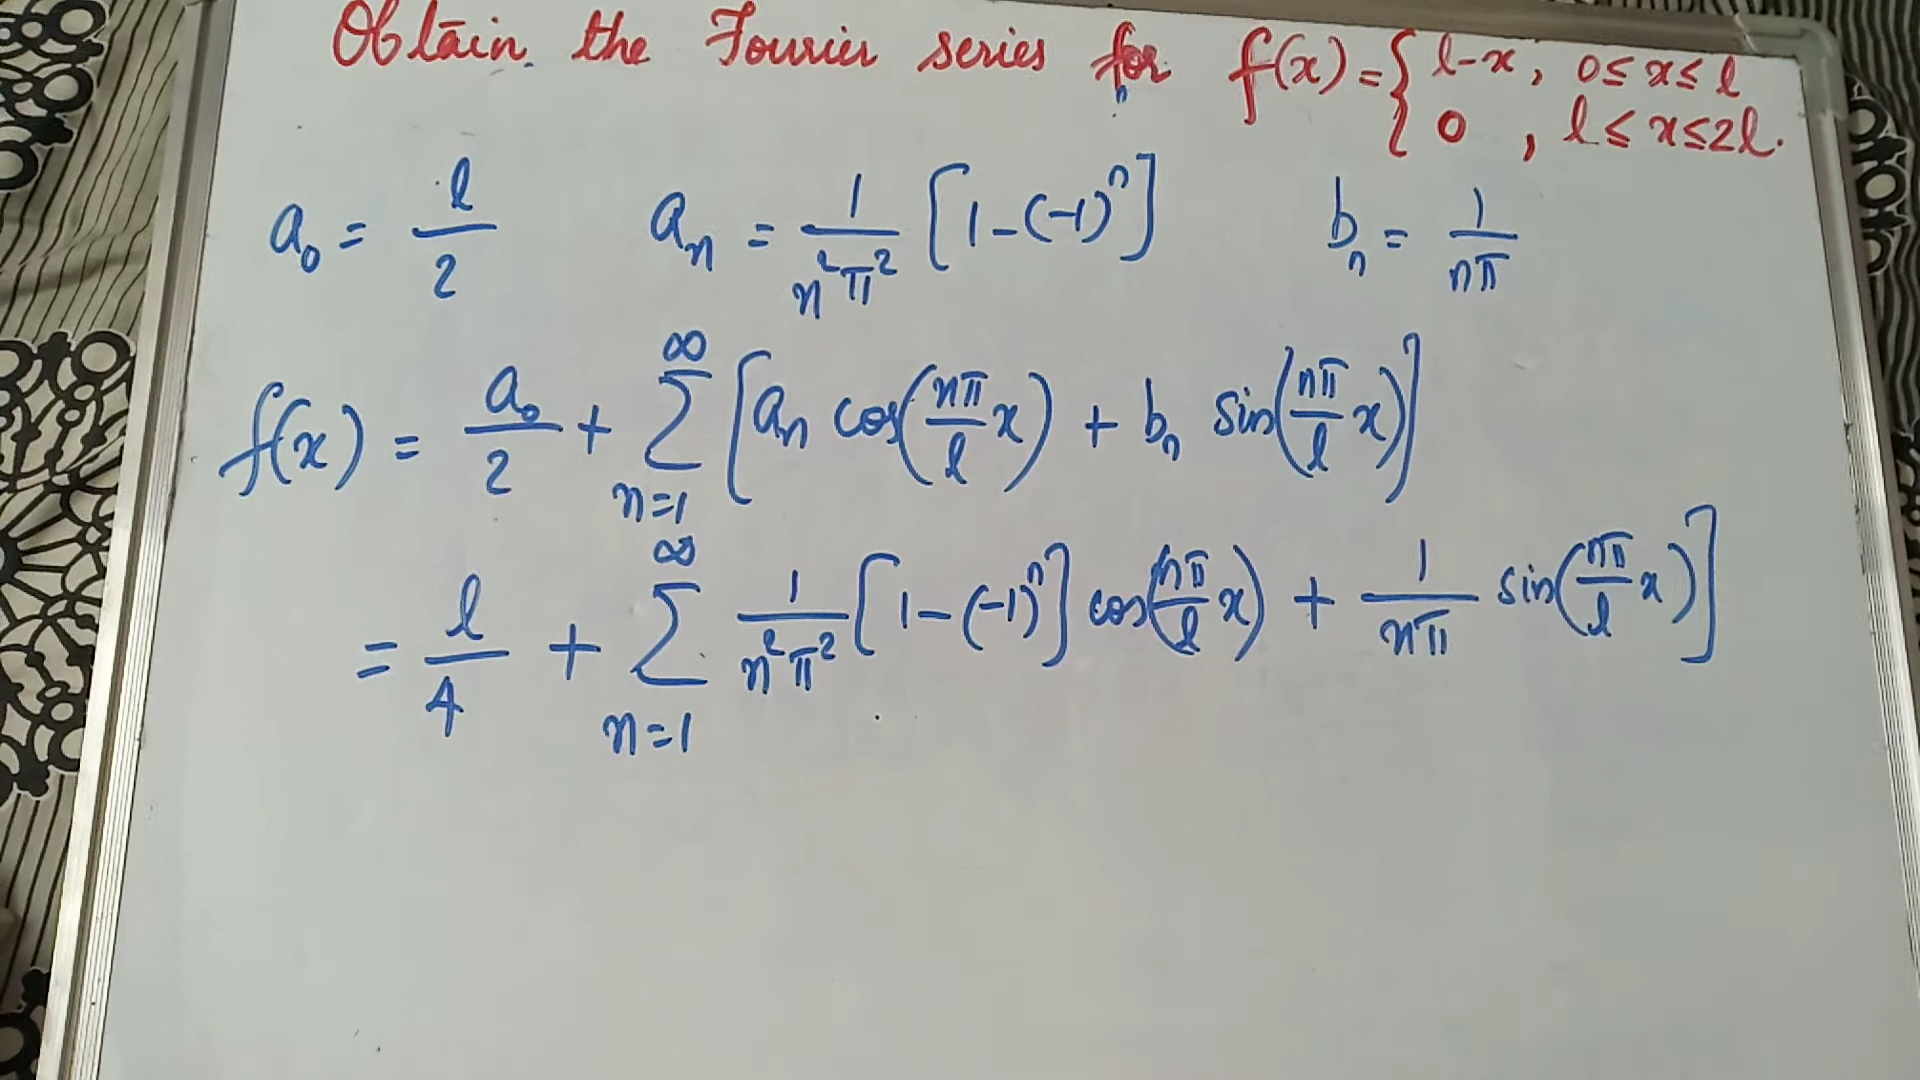 Obtain the Fourier series for f(x) = { l-x, 0 ≤ x ≤ l
0, l ≤ x ≤ 2l.
a₀ = l/2 aₙ = 1/n²π² [1-(-1)ⁿ] bₙ = 1/nπ
f(x) = a₀/2 + ∑_{n=1}^{∞} [aₙ cos(nπ/l x) + bₙ sin(nπ/l x)]
= l/4 + ∑_{n=1}^{∞} 1/n²π² [1-(-1)ⁿ] cos(nπ/l x) + 1/nπ sin(nπ/l x)]